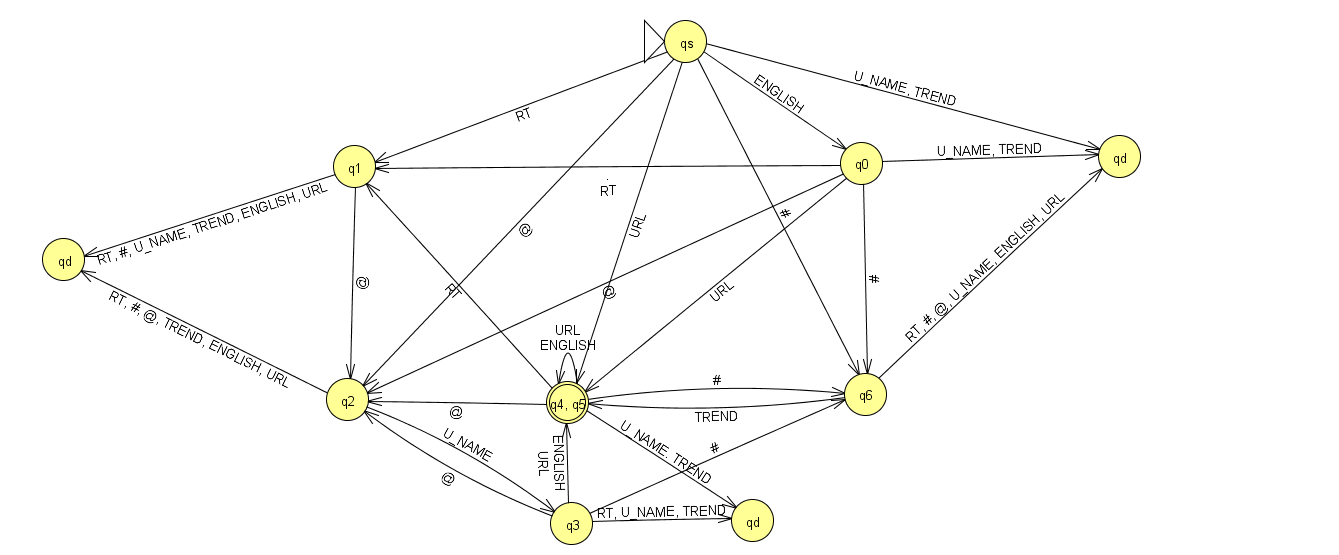 qs
ENGLISH
U_NAME, TREND
RT
q1
q0
U_NAME, TREND
qd
.
RT
RT, #, U_NAME, TREND, ENGLISH, URL
@
URL
#
qd
@
RT
@
URL
#
RT, #, @, U_NAME, ENGLISH, URL
RT, #, @, TREND, ENGLISH, URL
URL
ENGLISH
q2
@
q4, q5
#
TREND
q6
U_NAME
@
ENGLISH
URL
U_NAME. TREND
#
q3
RT, U_NAME, TREND
qd